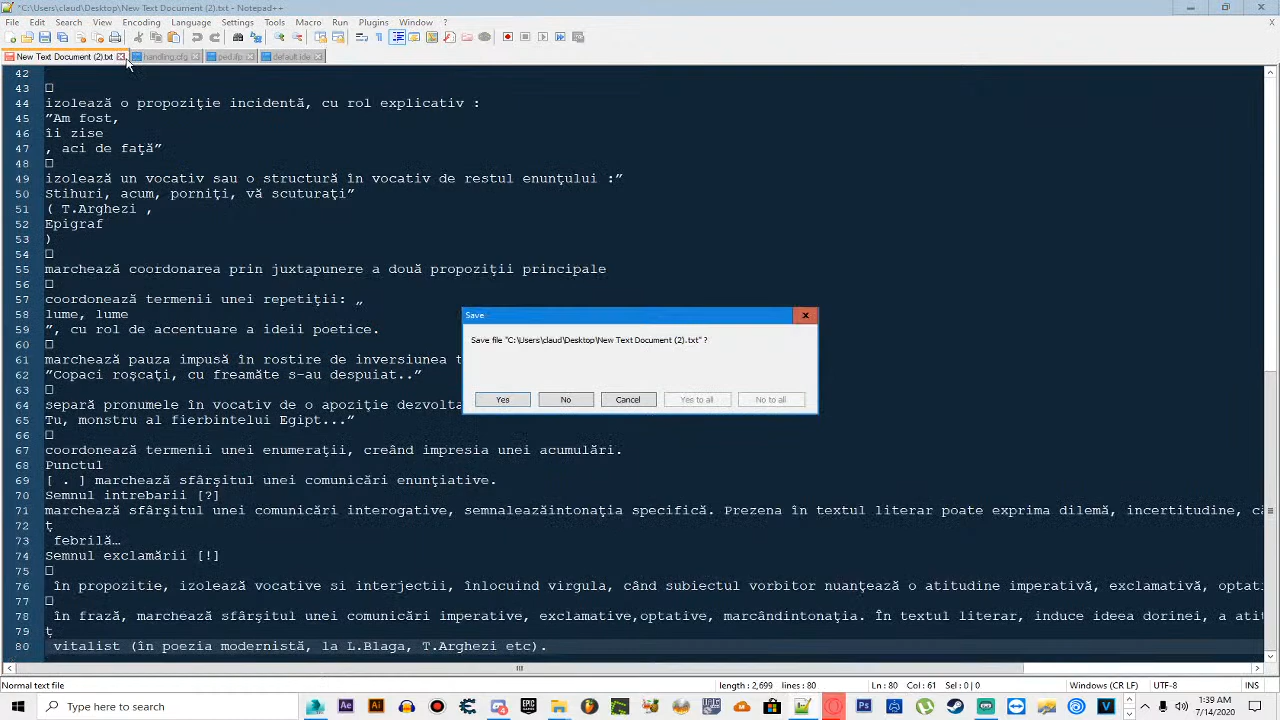 *C:\Users\claud\Desktop\New Text Document (2).txt - Notepad++
File Edit Search View Encoding Language Settings Tools Macro Run Plugins Window ?
New Text Document (2).txt handling.cfg ped.ifp default.ide
42
43
44 izolează o propoziţie incidentă, cu rol explicativ :
45 ”Am fost,
46 îi zise
47 , aci de faţă”
48
49 izolează un vocativ sau o structură în vocativ de restul enunţului :”
50 Stihuri, acum, porniţi, vă scuturaţi”
51 ( T.Arghezi ,
52 Epigraf
53 )
54
55 marchează coordonarea prin juxtapunere a două propoziţii principale
56
57 coordonează termenii unei repetiţii: „
58 lume, lume
59 ”, cu rol de accentuare a ideii poetice.
60
61 marchează pauza impusă în rostire de inversiunea t
62 ”Copaci roşcaţi, cu freamăte s-au despuiat..”
63
64 separă pronumele în vocativ de o apoziţie dezvolta
65 Tu, monstru al fierbintelui Egipt...”
66
67 coordonează termenii unei enumeraţii, creând impresia unei acumulări.
68 Punctul
69 [ . ] marchează sfârşitul unei comunicări enunţiative.
70 Semnul intrebarii [?]
71 marchează sfârşitul unei comunicări interogative, semnaleazăintonaţia specifică. Prezena în textul literar poate exprima dilemă, incertitudine, că
72 ţ
73 febrilă…
74 Semnul exclamării [!]
75
76 în propozitie, izolează vocative si interjectii, înlocuind virgula, când subiectul vorbitor nuanţează o atitudine imperativă, exclamativă, optati
77
78 în frază, marchează sfârşitul unei comunicări imperative, exclamative,optative, marcândintonaţia. În textul literar, induce ideea dorinei, a atit
79 ţ
80 vitalist (în poezia modernistă, la L.Blaga, T.Arghezi etc).
Save
Save file "C:\Users\claud\Desktop\New Text Document (2).txt" ?
Yes No Cancel Yes to all No to all
Normal text file length : 2,699 lines : 80 Ln : 80 Col : 61 Sel : 0 | 0 Windows (CR LF) UTF-8 INS
Type here to search
1:39 AM
7/14/2020